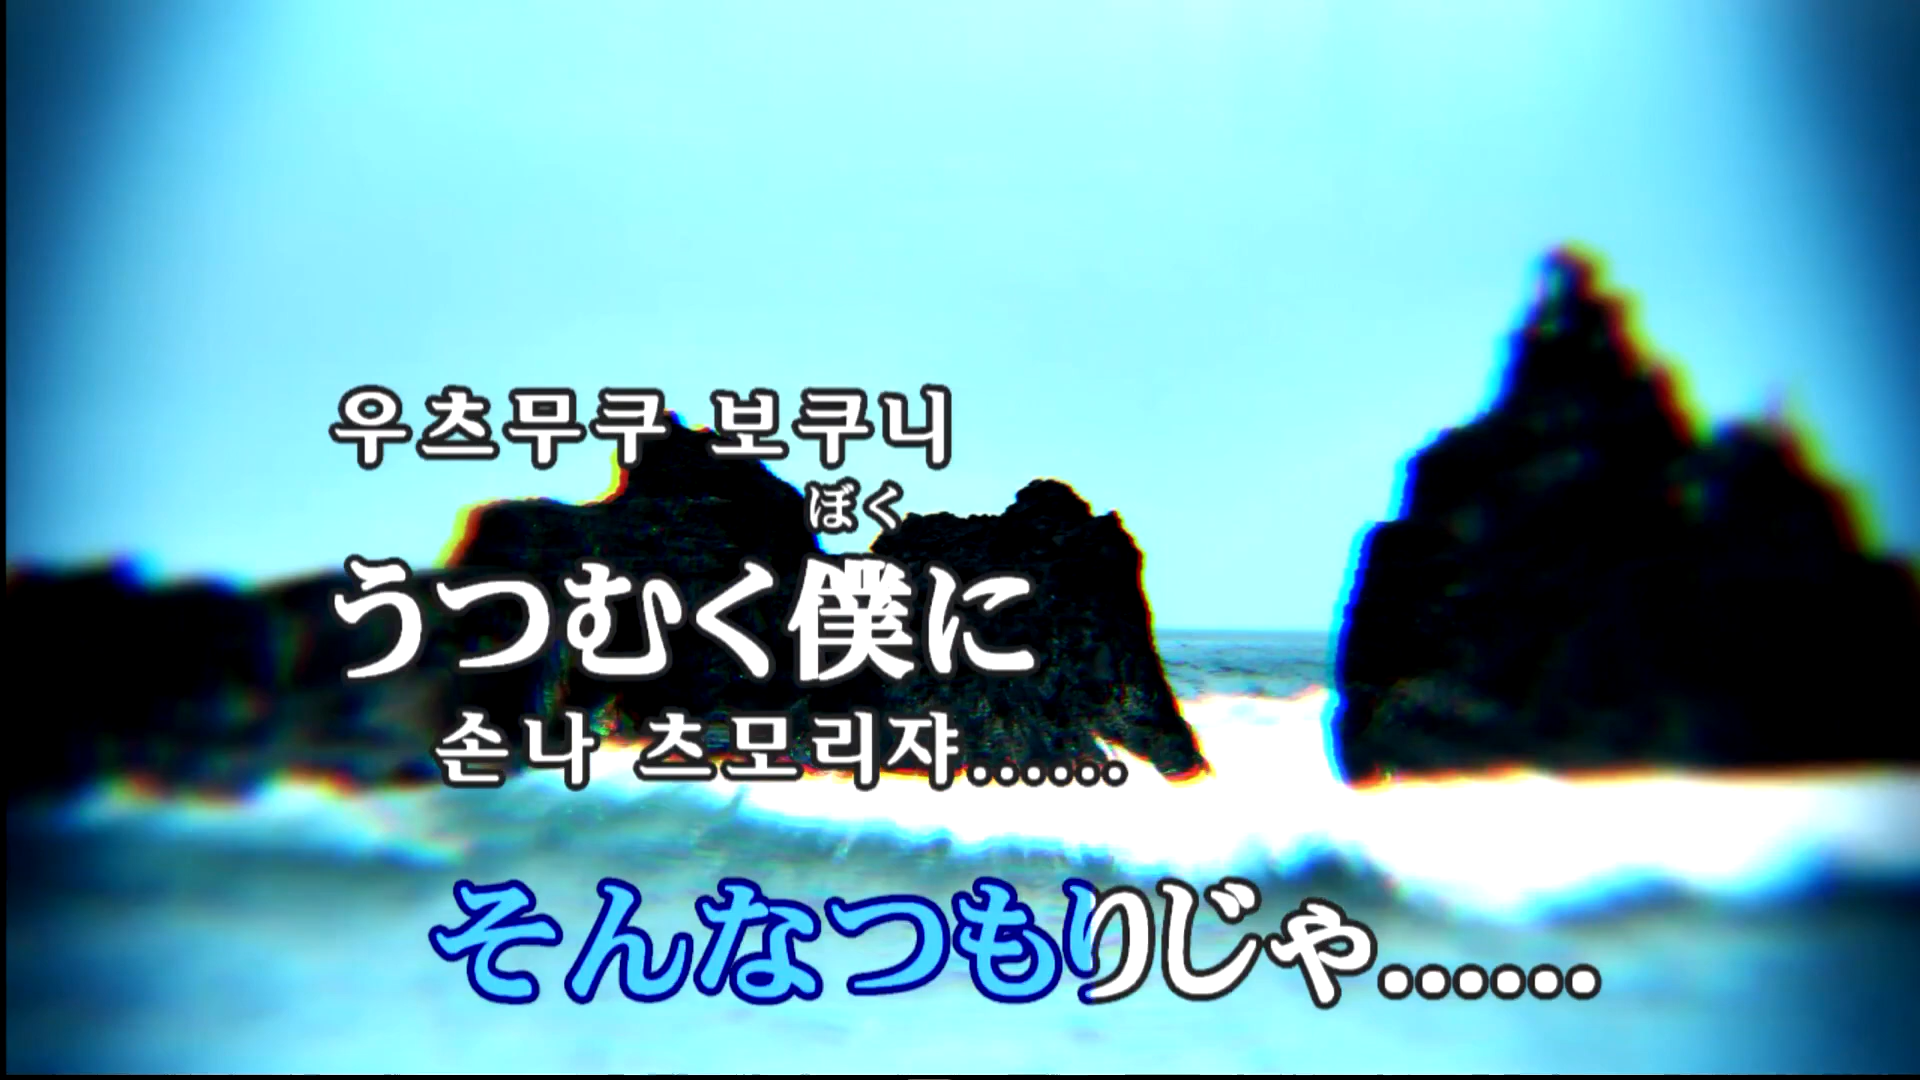 우츠무쿠 보쿠니
ぼく
うつむく僕に
손나 츠모리쟈......
そんなつもりじゃ......